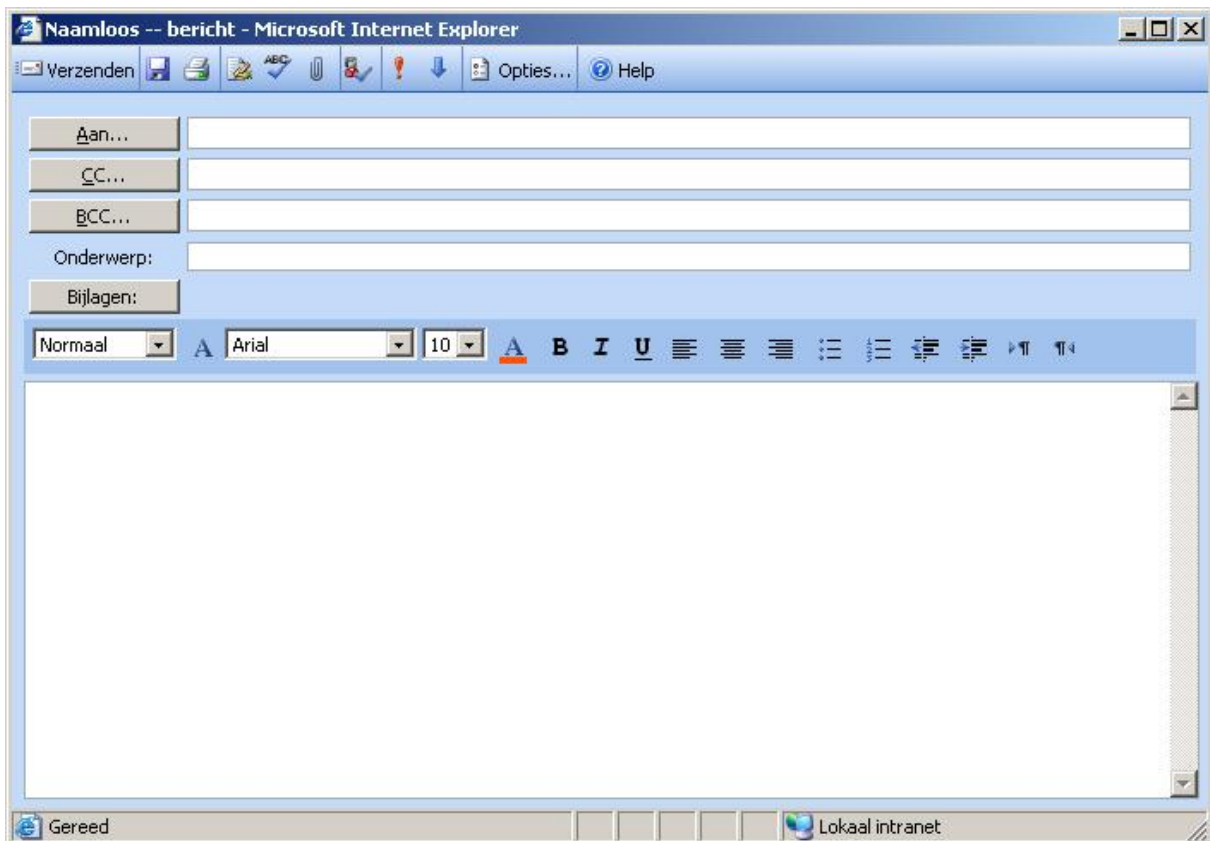 Naamloos -- bericht - Microsoft Internet Explorer
Verzenden ABC Opties... Help
Aan...
CC...
BCC...
Onderwerp:
Bijlagen:
Normaal A Arial 10 A B I U
Gereed Lokaal intranet